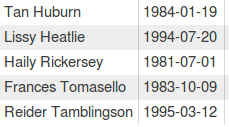 Tan Huburn 1984-01-19
Lissy Heatlie 1994-07-20
Haily Rickersey 1981-07-01
Frances Tomasello 1983-10-09
Reider Tamblingson 1995-03-12